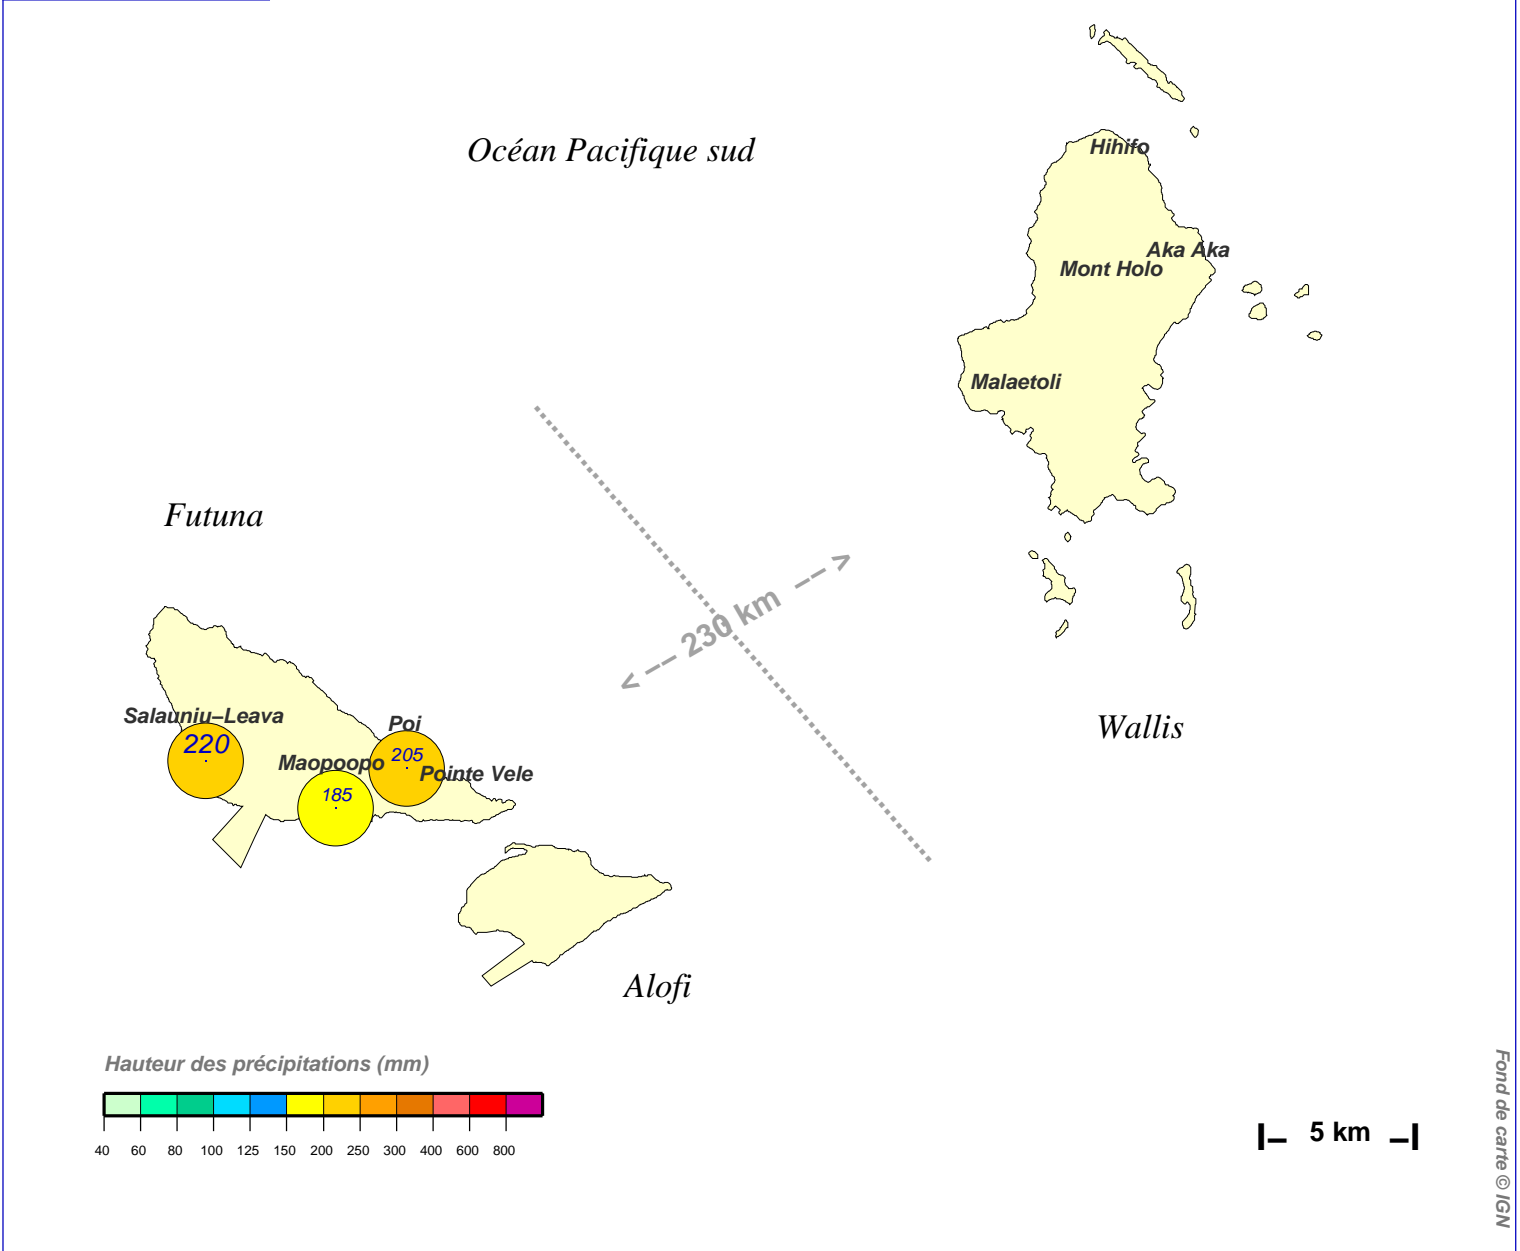 Hihifo
Océan Pacifique sud
Aka Aka
Mont Holo
Malaetoli
Futuna
230 km
Salauniu–Leava
Poi
Wallis
220
205
Maopoopo
Pointe Vele
185
Alofi
Hauteur des précipitations (mm)
40 60 80 100 125 150 200 250 300 400 600 800
5 km
Fond de carte © IGN